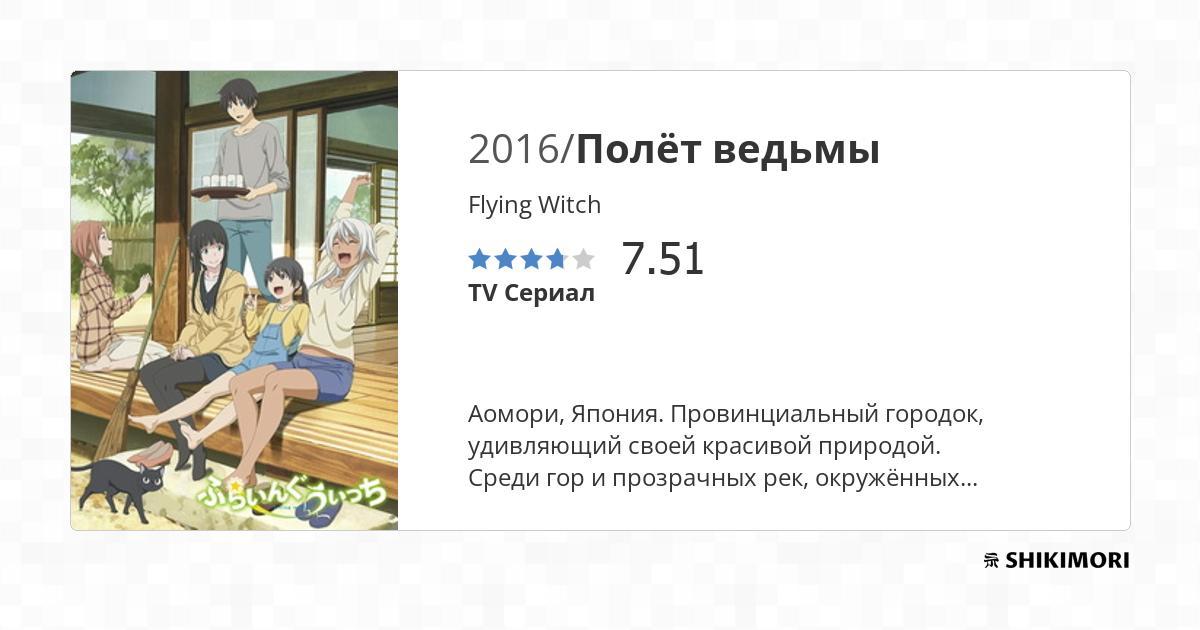 2016/Полёт ведьмы
Flying Witch
7.51
TV Сериал
Аомори, Япония. Провинциальный городок,
удивляющий своей красивой природой.
Среди гор и прозрачных рек, окружённых...
ふらいんぐうぃっち
SHIKIMORI